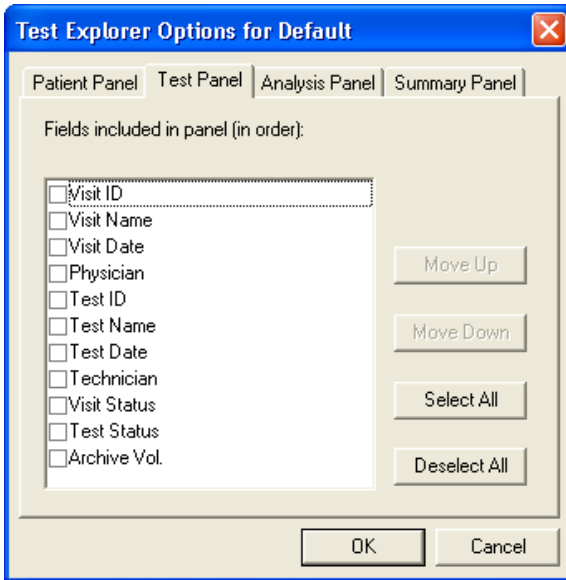 Test Explorer Options for Default
Patient Panel Test Panel Analysis Panel Summary Panel
Fields included in panel (in order):
Visit ID
Visit Name
Visit Date
Physician
Test ID
Test Name
Test Date
Technician
Visit Status
Test Status
Archive Vol.
Move Up
Move Down
Select All
Deselect All
OK Cancel